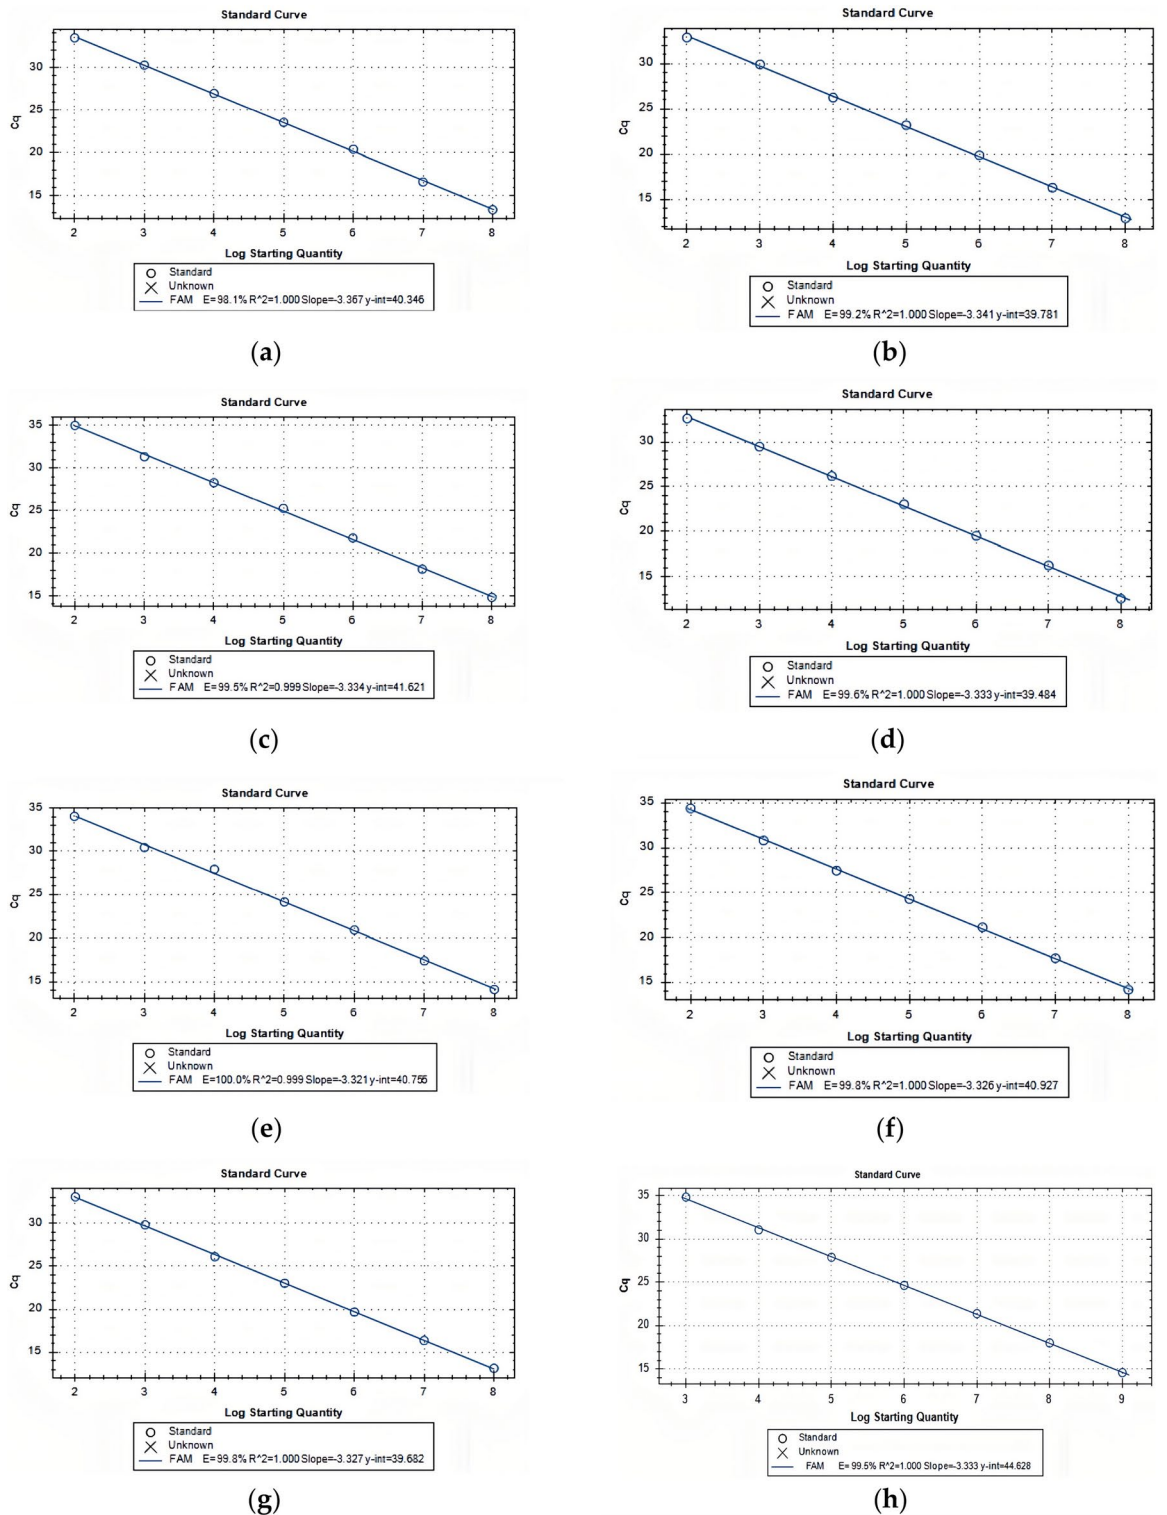 Standard Curve
Cq
30
25
20
15
2 3 4 5 6 7 8
Log Starting Quantity
Standard
Unknown
FAM E=98.1% R^2=1.000 Slope=-3.367 y-int=40.346
(a)
Standard Curve
Cq
30
25
20
15
2 3 4 5 6 7 8
Log Starting Quantity
Standard
Unknown
FAM E=99.2% R^2=1.000 Slope=-3.341 y-int=39.781
(b)
Standard Curve
Cq
35
30
25
20
15
2 3 4 5 6 7 8
Log Starting Quantity
Standard
Unknown
FAM E=99.5% R^2=0.999 Slope=-3.334 y-int=41.621
(c)
Standard Curve
Cq
30
25
20
15
2 3 4 5 6 7 8
Log Starting Quantity
Standard
Unknown
FAM E=99.6% R^2=1.000 Slope=-3.333 y-int=39.484
(d)
Standard Curve
Cq
35
30
25
20
15
2 3 4 5 6 7 8
Log Starting Quantity
Standard
Unknown
FAM E=100.0% R^2=0.999 Slope=-3.321 y-int=40.755
(e)
Standard Curve
Cq
35
30
25
20
15
2 3 4 5 6 7 8
Log Starting Quantity
Standard
Unknown
FAM E=99.8% R^2=1.000 Slope=-3.326 y-int=40.927
(f)
Standard Curve
Cq
30
25
20
15
2 3 4 5 6 7 8
Log Starting Quantity
Standard
Unknown
FAM E=99.8% R^2=1.000 Slope=-3.327 y-int=39.682
(g)
Standard Curve
Cq
35
30
25
20
15
3 4 5 6 7 8 9
Log Starting Quantity
Standard
Unknown
FAM E=99.5% R^2=1.000 Slope=-3.333 y-int=44.628
(h)